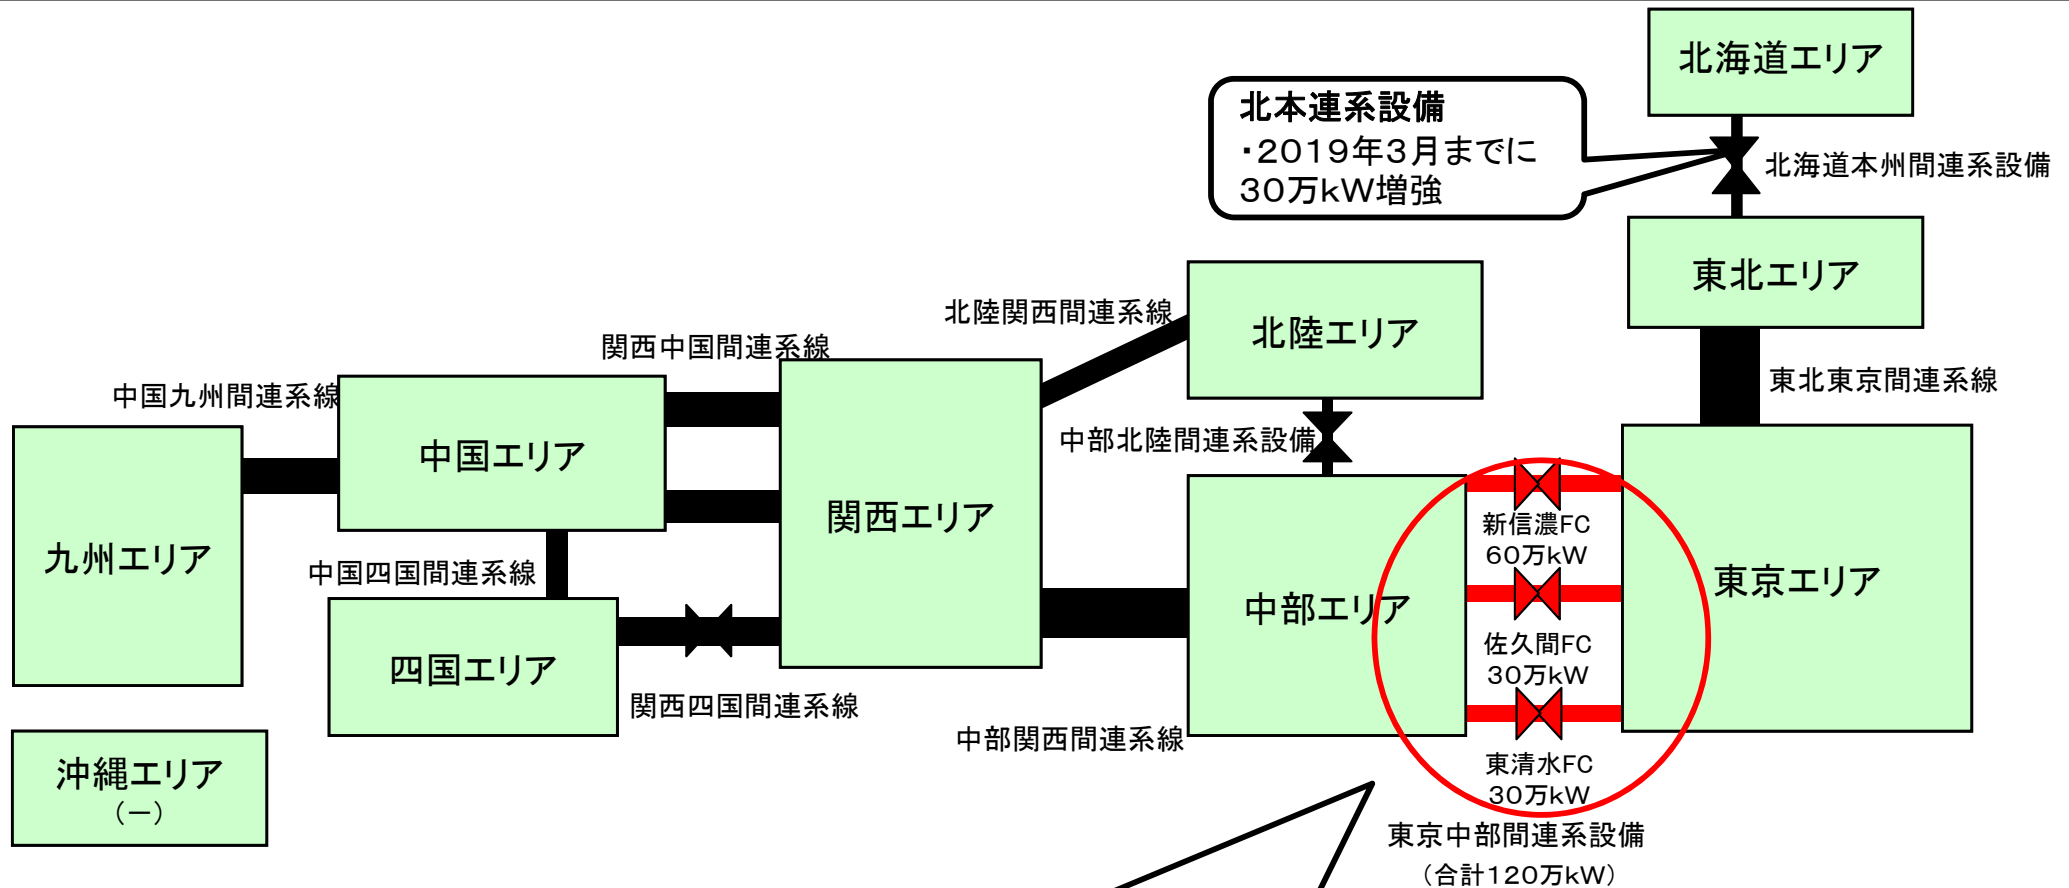 北海道エリア
北本連系設備
・2019年3月までに
30万kW増強
北海道本州間連系設備
東北エリア
北陸関西間連系線
北陸エリア
関西中国間連系線
東北東京間連系線
中国九州間連系線
中国エリア
中部北陸間連系設備
関西エリア
新信濃FC
60万kW
九州エリア
中国四国間連系線
東京エリア
中部エリア
佐久間FC
30万kW
四国エリア
関西四国間連系線
中部関西間連系線
東清水FC
30万kW
沖縄エリア
(－)
東京中部間連系設備
(合計120万kW)